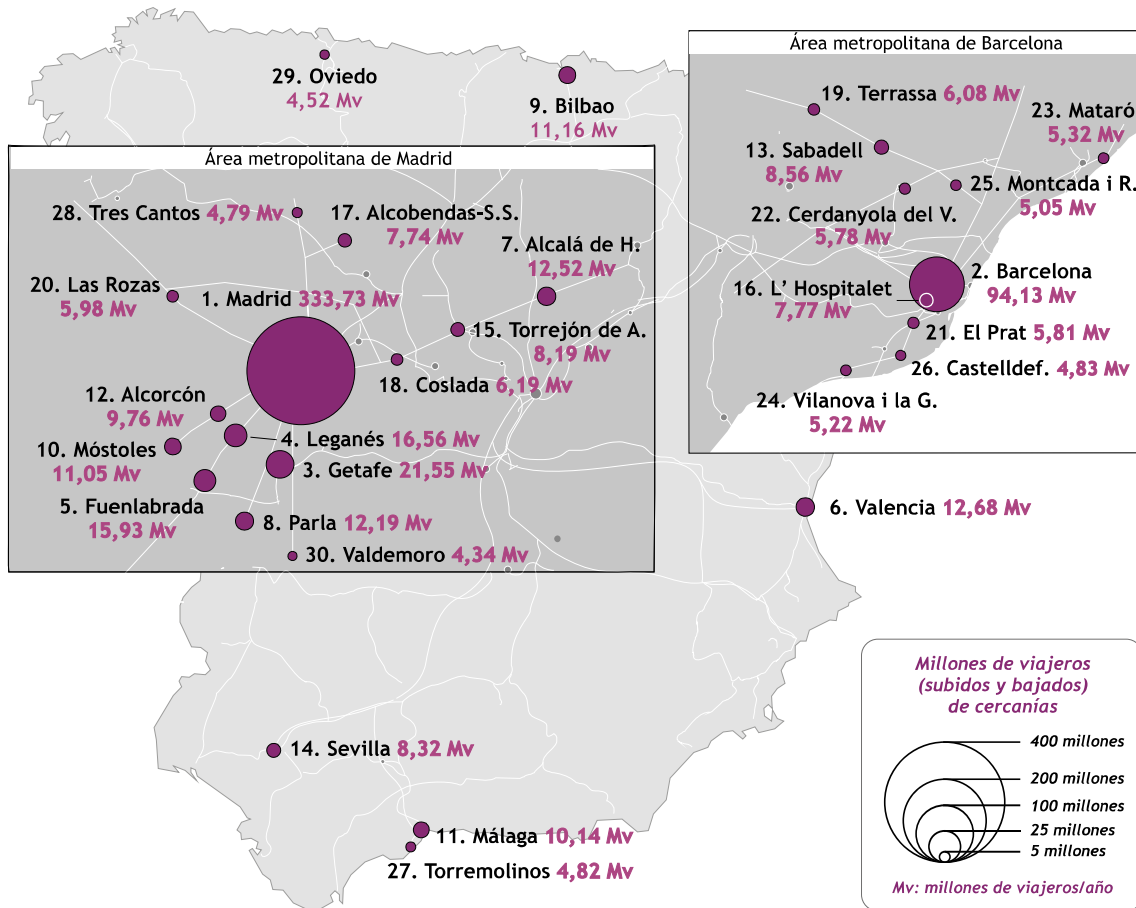 29. Oviedo
4,52 Mv
9. Bilbao
11,16 Mv
Área metropolitana de Madrid
28. Tres Cantos 4,79 Mv
17. Alcobendas-S.S.
7,74 Mv
7. Alcalá de H.
12,52 Mv
20. Las Rozas
5,98 Mv
1. Madrid 333,73 Mv
15. Torrejón de A.
8,19 Mv
18. Coslada 6,19 Mv
12. Alcorcón
9,76 Mv
10. Móstoles
11,05 Mv
4. Leganés 16,56 Mv
3. Getafe 21,55 Mv
5. Fuenlabrada
15,93 Mv
8. Parla 12,19 Mv
30. Valdemoro 4,34 Mv
Área metropolitana de Barcelona
19. Terrassa 6,08 Mv
23. Mataró
5,32 Mv
13. Sabadell
8,56 Mv
25. Montcada i R.
5,05 Mv
22. Cerdanyola del V.
5,78 Mv
2. Barcelona
94,13 Mv
16. L' Hospitalet
7,77 Mv
21. El Prat 5,81 Mv
26. Castelldef. 4,83 Mv
24. Vilanova i la G.
5,22 Mv
6. Valencia 12,68 Mv
14. Sevilla 8,32 Mv
11. Málaga 10,14 Mv
27. Torremolinos 4,82 Mv
Millones de viajeros
(subidos y bajados)
de cercanías
400 millones
200 millones
100 millones
25 millones
5 millones
Mv: millones de viajeros/año